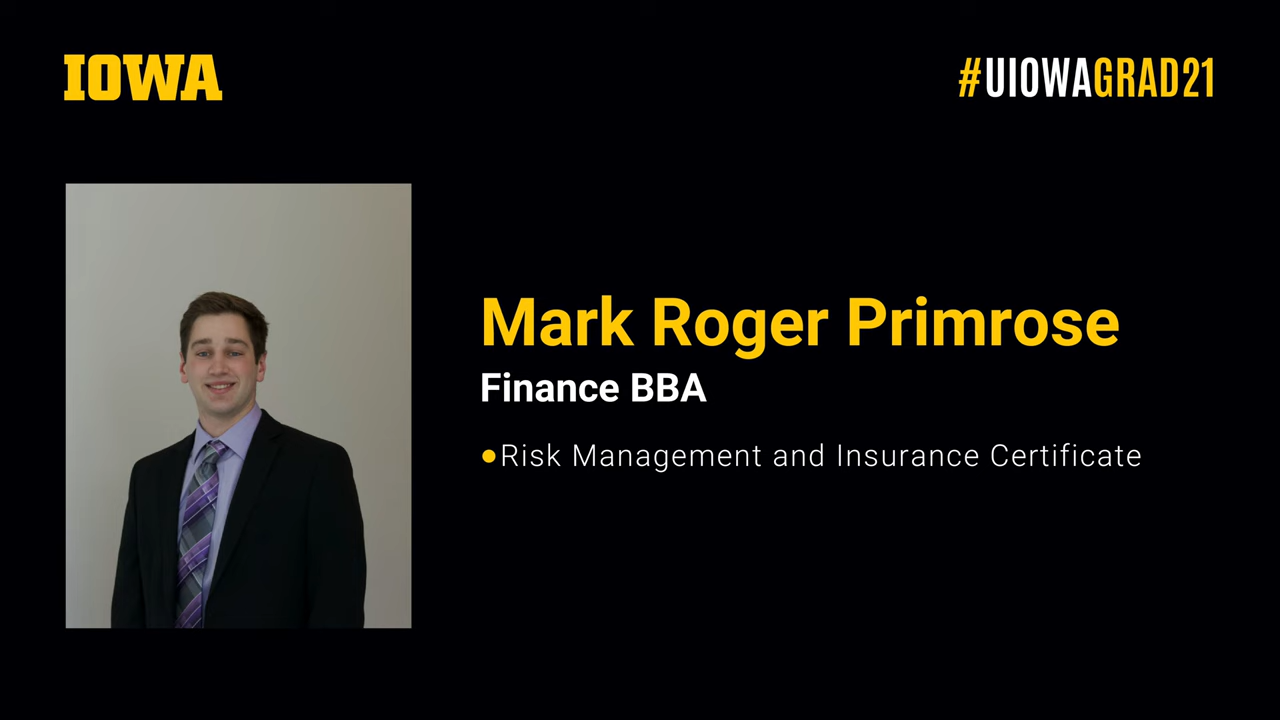 IOWA
#UIOWAGRAD21
Mark Roger Primrose
Finance BBA
●Risk Management and Insurance Certificate